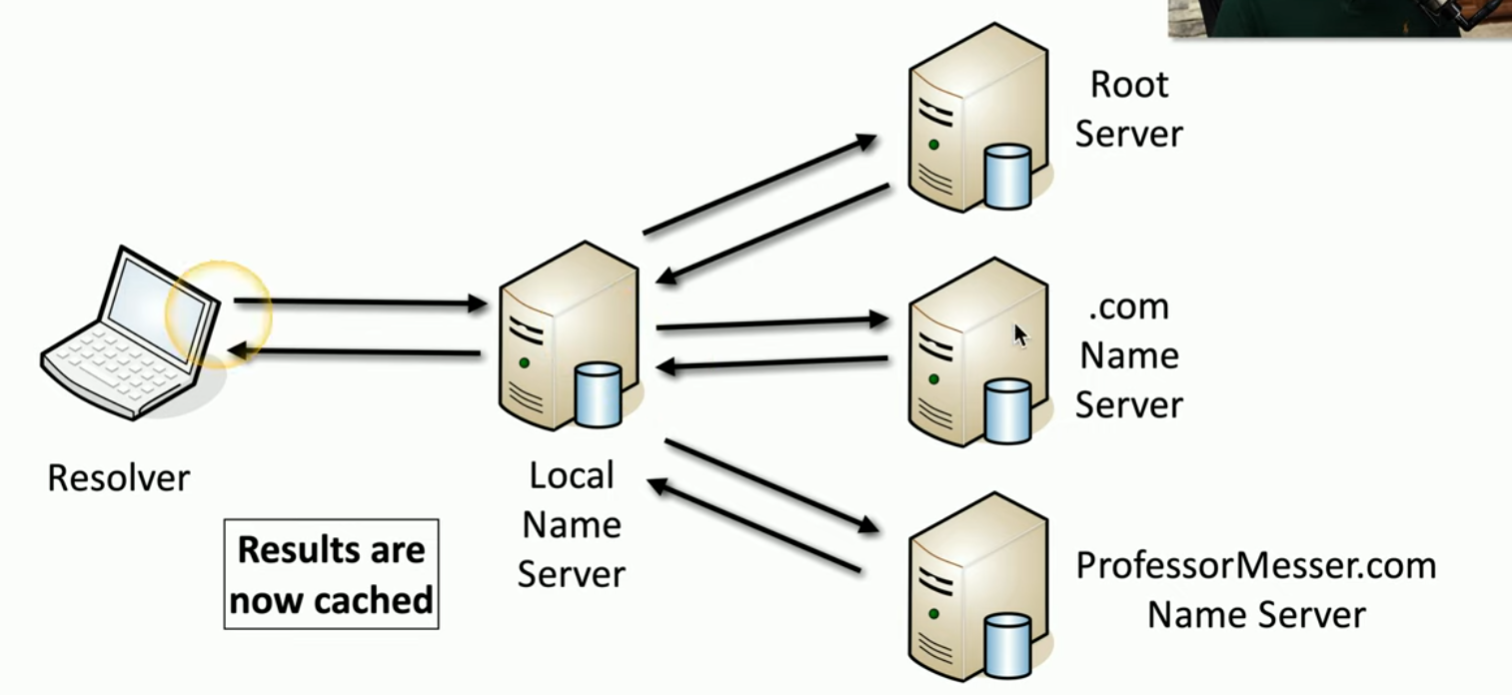 Root
Server
.com
Name
Server
Resolver
Local
Name
Server
Results are
now cached
ProfessorMesser.com
Name Server